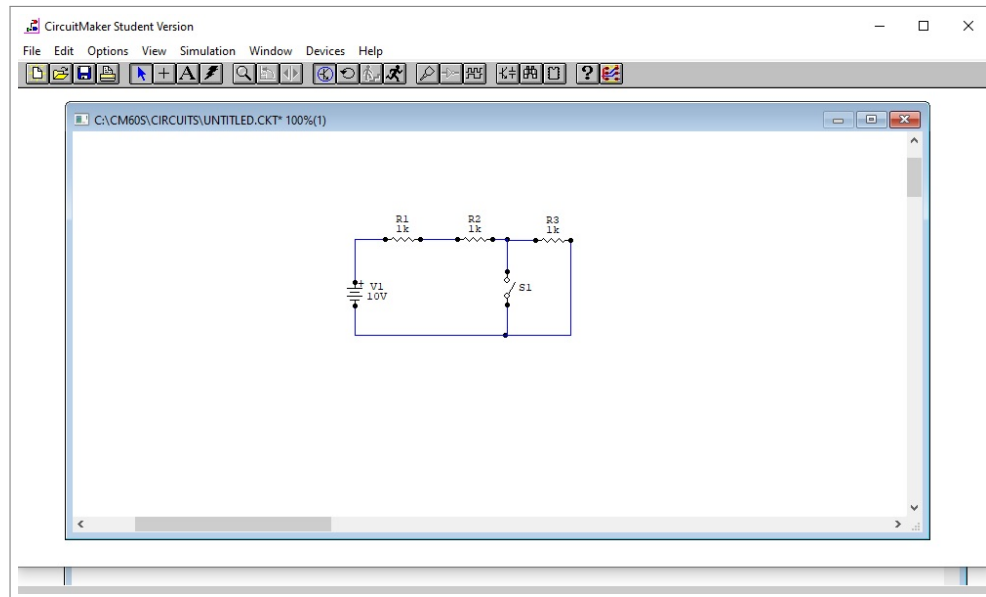 CircuitMaker Student Version
File Edit Options View Simulation Window Devices Help
A ?
C:\CM60S\CIRCUITS\UNTITLED.CKT* 100%(1)
R1 R2 R3
1k 1k 1k
+ V1 S1
10V